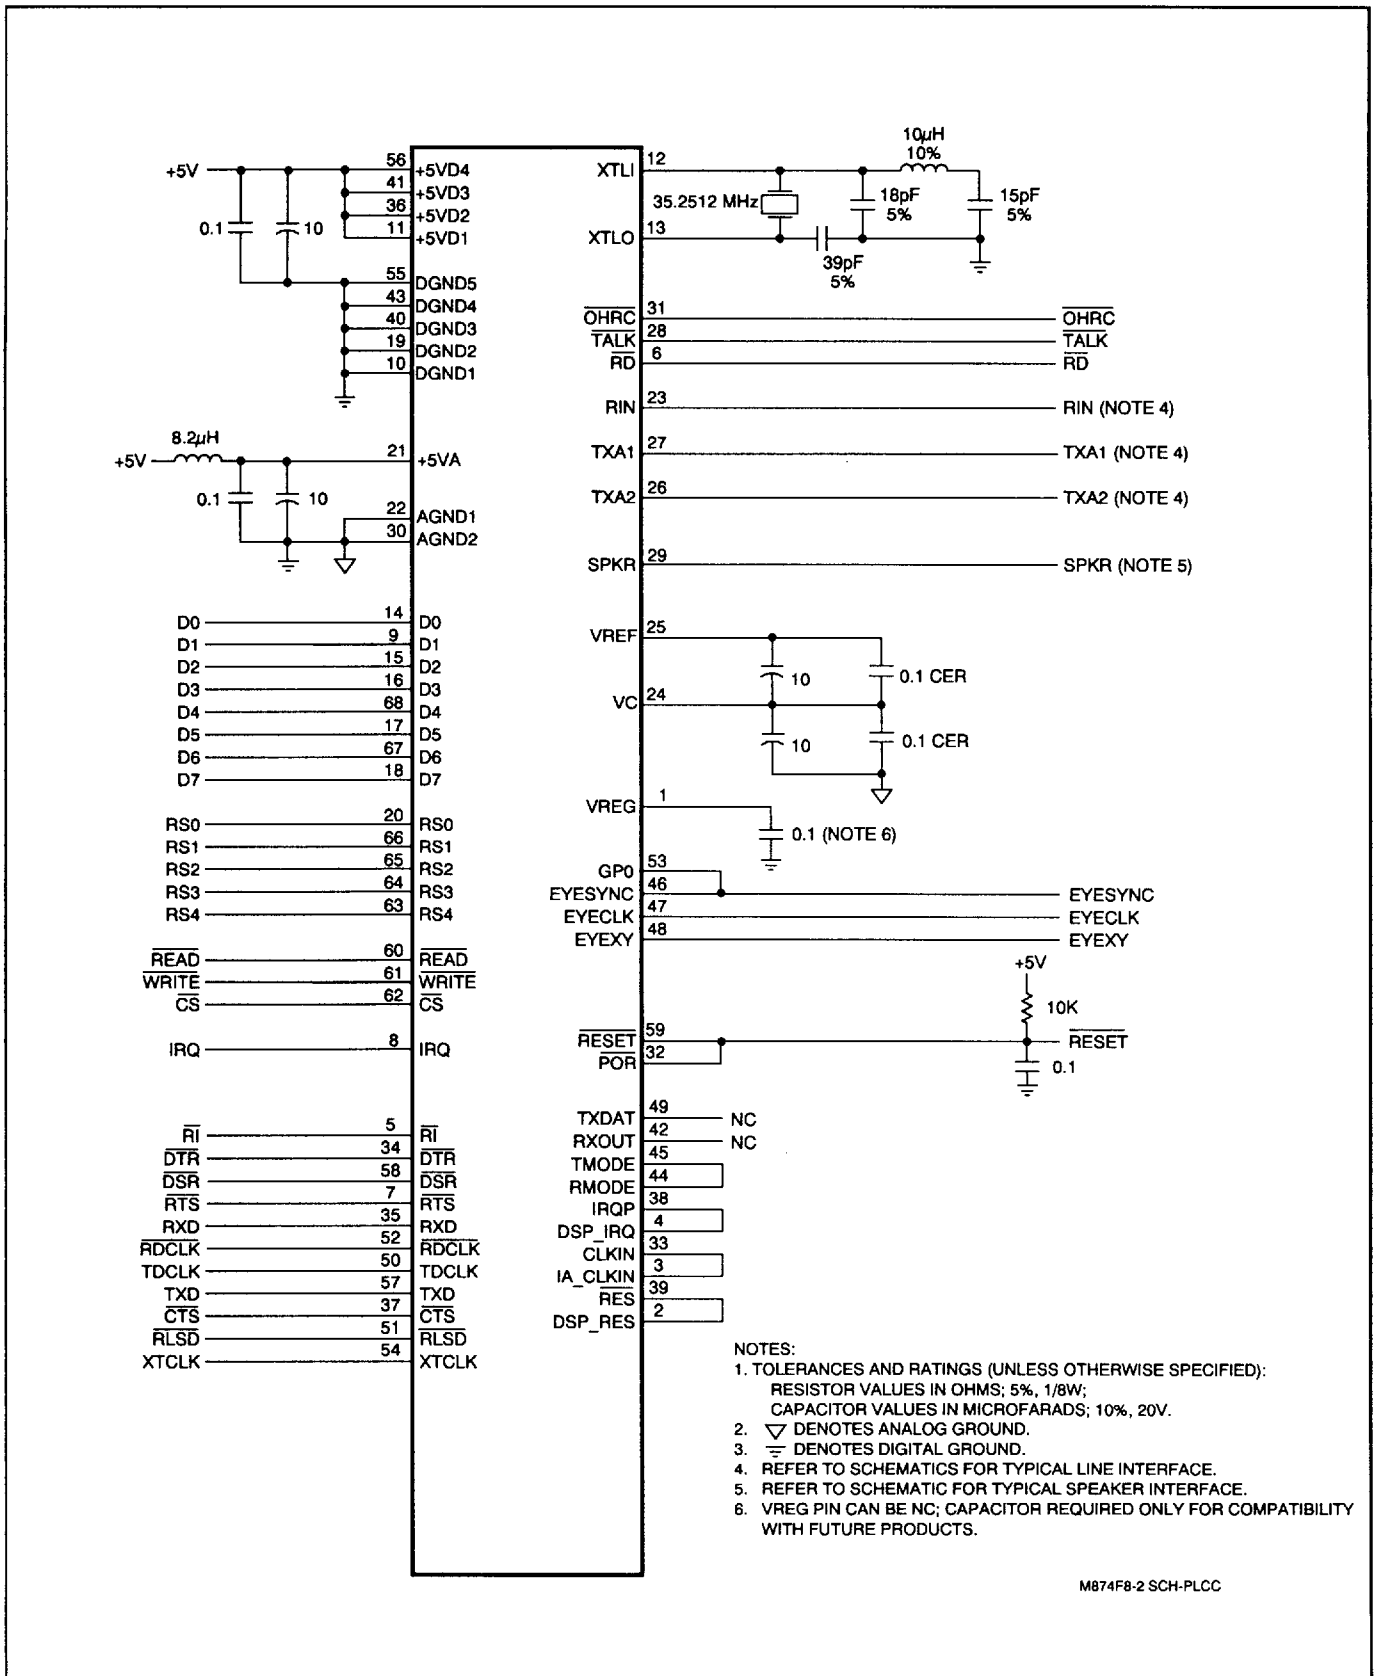 +5V
0.1
10
56 +5VD4
41 +5VD3
36 +5VD2
11 +5VD1
55 DGND5
43 DGND4
40 DGND3
19 DGND2
10 DGND1
8.2µH
+5V
0.1
10
21 +5VA
22 AGND1
30 AGND2
D0 14 D0
D1 9 D1
D2 15 D2
D3 16 D3
D4 68 D4
D5 17 D5
D6 67 D6
D7 18 D7
RS0 20 RS0
RS1 66 RS1
RS2 65 RS2
RS3 64 RS3
RS4 63 RS4
READ 60 READ
WRITE 61 WRITE
CS 62 CS
IRQ 8 IRQ
RI 5 RI
DTR 34 DTR
DSR 58 DSR
RTS 7 RTS
RXD 35 RXD
RDCLK 52 RDCLK
TDCLK 50 TDCLK
TXD 57 TXD
CTS 37 CTS
RLSD 51 RLSD
XTCLK 54 XTCLK
XTLI 12
10µH
10%
35.2512 MHz
18pF
5%
15pF
5%
XTLO 13
39pF
5%
OHRC 31 OHRC
TALK 28 TALK
RD 6 RD
RIN 23 RIN (NOTE 4)
TXA1 27 TXA1 (NOTE 4)
TXA2 26 TXA2 (NOTE 4)
SPKR 29 SPKR (NOTE 5)
VREF 25
10
0.1 CER
VC 24
10
0.1 CER
VREG 1
0.1 (NOTE 6)
GP0 53
EYESYNC 46 EYESYNC
EYECLK 47 EYECLK
EYEXY 48 EYEXY
+5V
10K
RESET 59 RESET
POR 32
0.1
TXDAT 49 NC
RXOUT 42 NC
TMODE 45
RMODE 44
IRQP 38
DSP_IRQ 4
CLKIN 33
IA_CLKIN 3
RES 39
DSP_RES 2
NOTES:
1. TOLERANCES AND RATINGS (UNLESS OTHERWISE SPECIFIED):
RESISTOR VALUES IN OHMS; 5%, 1/8W;
CAPACITOR VALUES IN MICROFARADS; 10%, 20V.
2. DENOTES ANALOG GROUND.
3. DENOTES DIGITAL GROUND.
4. REFER TO SCHEMATICS FOR TYPICAL LINE INTERFACE.
5. REFER TO SCHEMATIC FOR TYPICAL SPEAKER INTERFACE.
6. VREG PIN CAN BE NC; CAPACITOR REQUIRED ONLY FOR COMPATIBILITY
WITH FUTURE PRODUCTS.
M874F8-2 SCH-PLCC